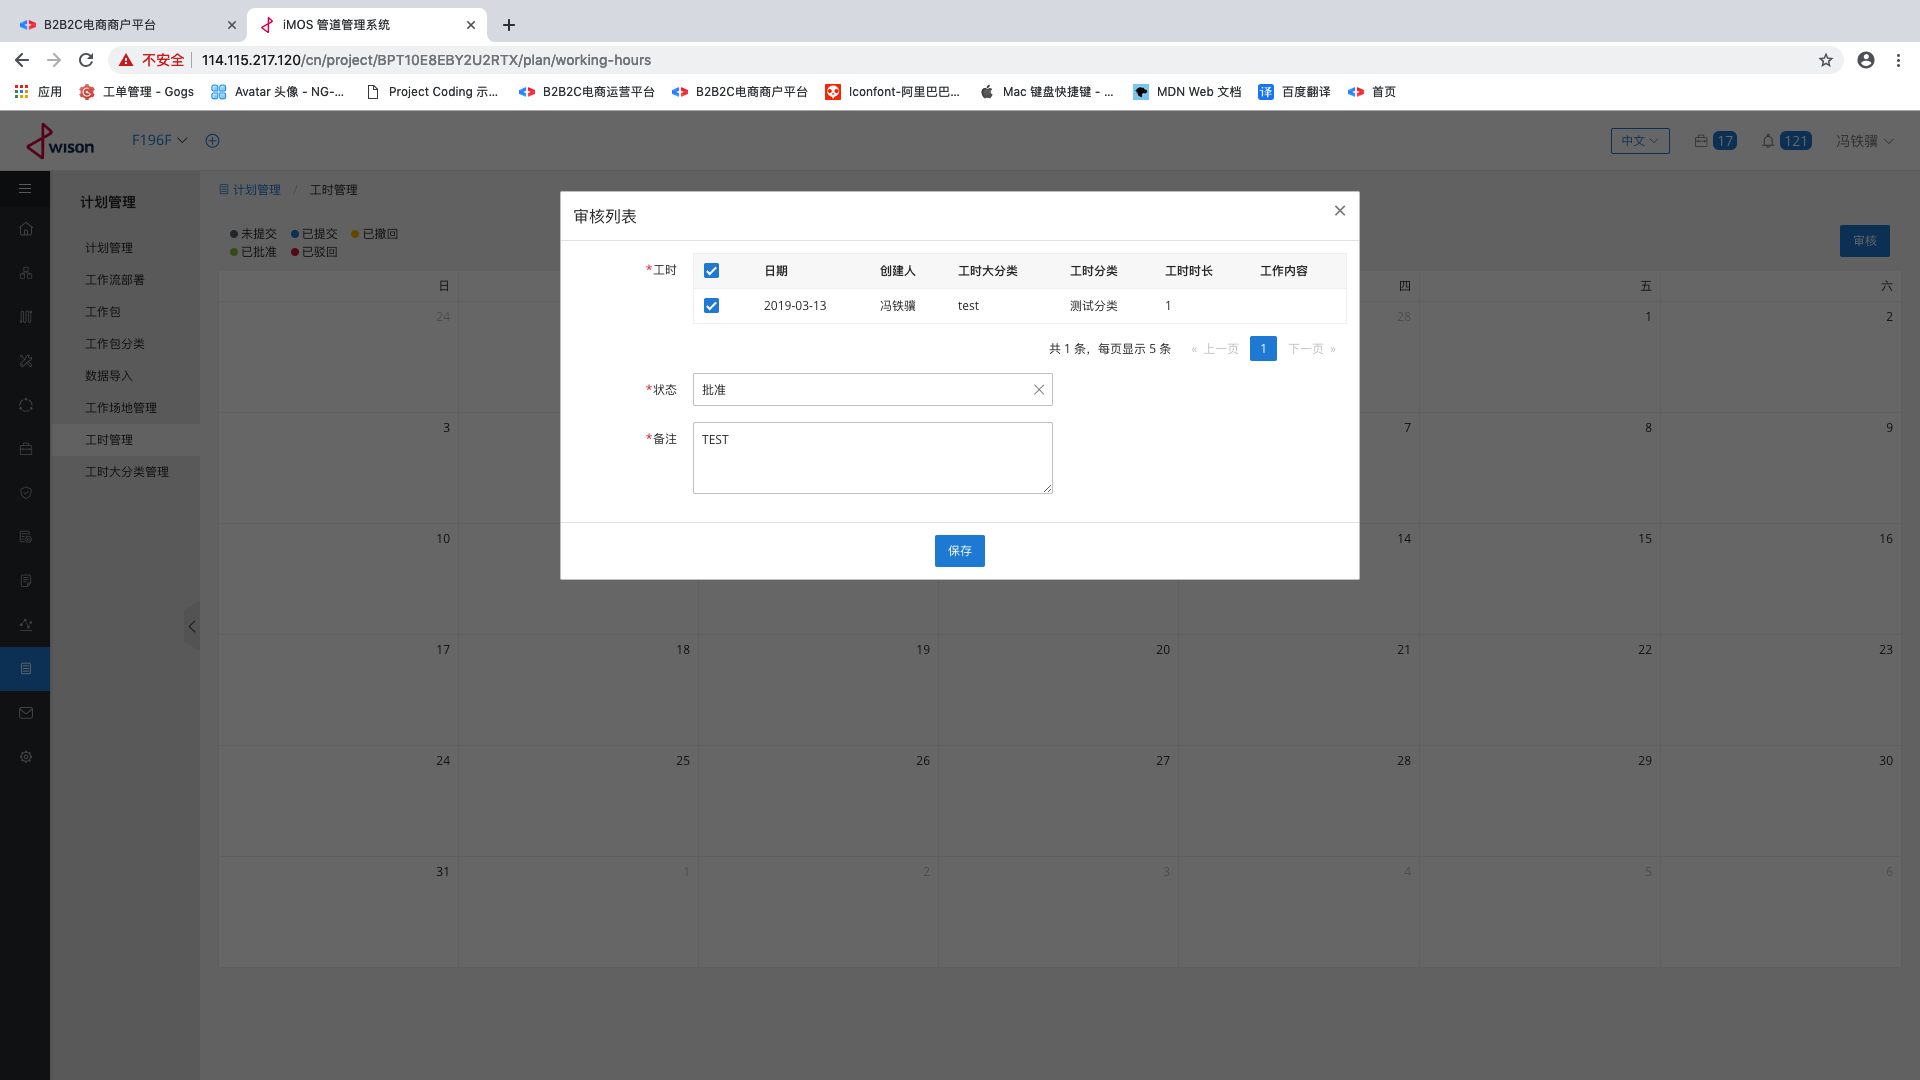 B2B2C电商商户平台
iMOS 管道管理系统
不安全
114.115.217.120/cn/project/BPT10E8EBY2U2RTX/plan/working-hours
应用
工单管理 - Gogs
Avatar 头像 - NG-...
Project Coding 示...
B2B2C电商运营平台
B2B2C电商商户平台
Iconfont-阿里巴巴...
Mac 键盘快捷键 - ...
MDN Web 文档
译 百度翻译
首页
wison
F196F
中文
17
121
冯铁骥
计划管理
计划管理
工作流部署
工作包
工作包分类
数据导入
工作场地管理
工时管理
工时大分类管理
计划管理 / 工时管理
未提交 已提交 已撤回
已批准 已驳回
审核
日 四 五 六
24 28 1 2
3 7 8 9
10 14 15 16
17 18 19 20 21 22 23
24 25 26 27 28 29 30
31 1 2 3 4 5 6
审核列表
*工时
日期 创建人 工时大分类 工时分类 工时时长 工作内容
2019-03-13 冯铁骥 test 测试分类 1
共 1 条，每页显示 5 条 « 上一页 1 下一页 »
*状态 批准
*备注 TEST
保存